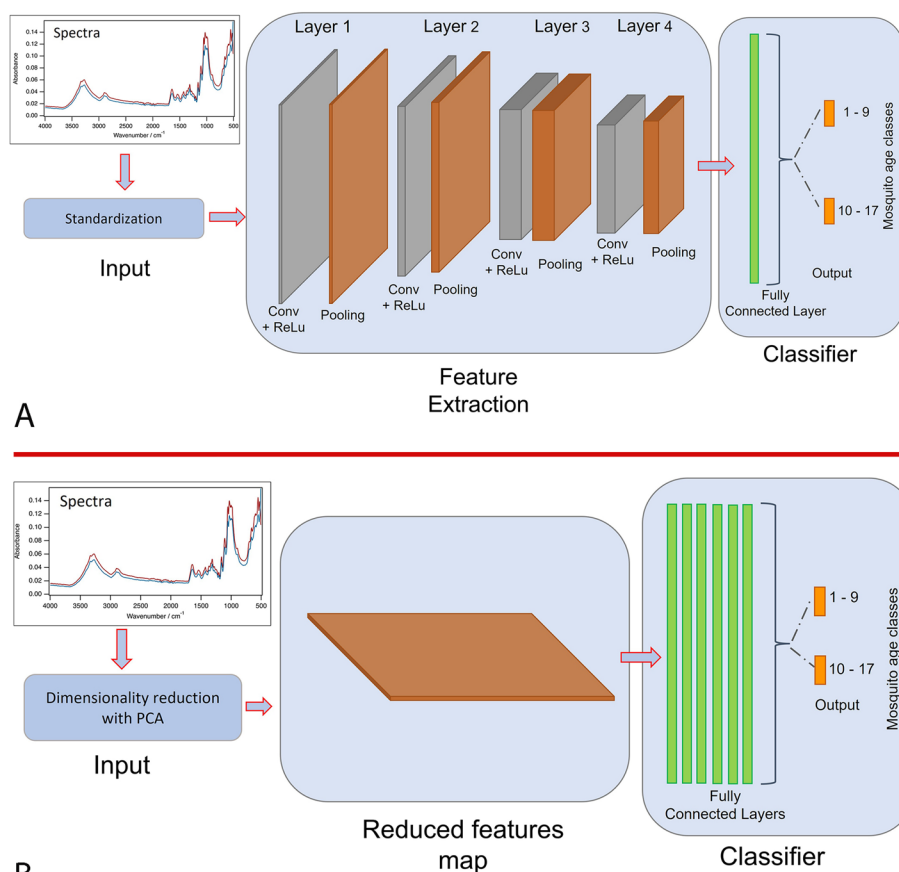 Layer 1
Layer 2
Layer 3
Layer 4
Spectra
Absorbance
0.14
0.12
0.10
0.08
0.06
0.04
0.02
0.00
4000
3500
3000
2500
2000
1500
1000
500
Wavenumber / cm⁻¹
Standardization
Input
Conv
+ ReLu
Pooling
Conv
+ ReLu
Pooling
Conv
+ ReLu
Pooling
Conv
+ ReLu
Pooling
Feature
Extraction
1 - 9
10 - 17
Mosquito age classes
Output
Fully
Connected Layer
Classifier
A
Spectra
Absorbance
0.14
0.12
0.10
0.08
0.06
0.04
0.02
0.00
4000
3500
3000
2500
2000
1500
1000
500
Wavenumber / cm⁻¹
Dimensionality reduction
with PCA
Input
Reduced features
map
1 - 9
10 - 17
Mosquito age classes
Output
Fully
Connected Layers
Classifier
B